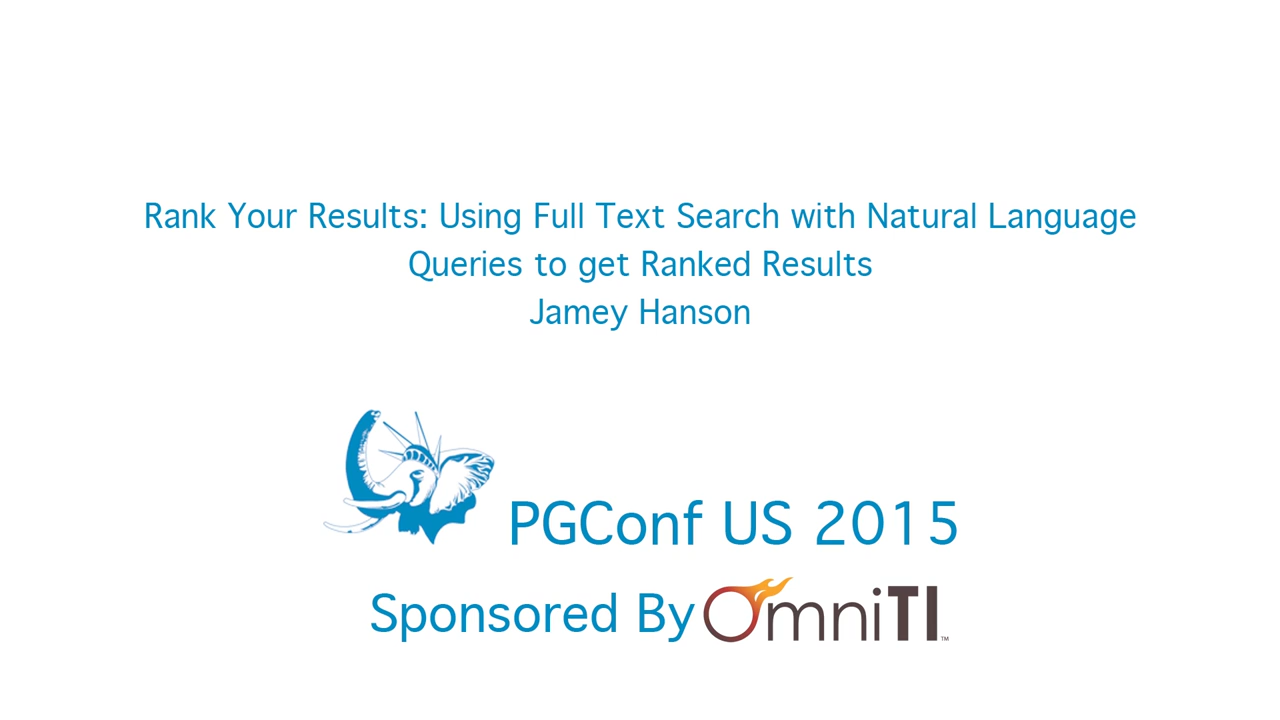 Rank Your Results: Using Full Text Search with Natural Language
Queries to get Ranked Results
Jamey Hanson
PGConf US 2015
Sponsored By OmniTI™